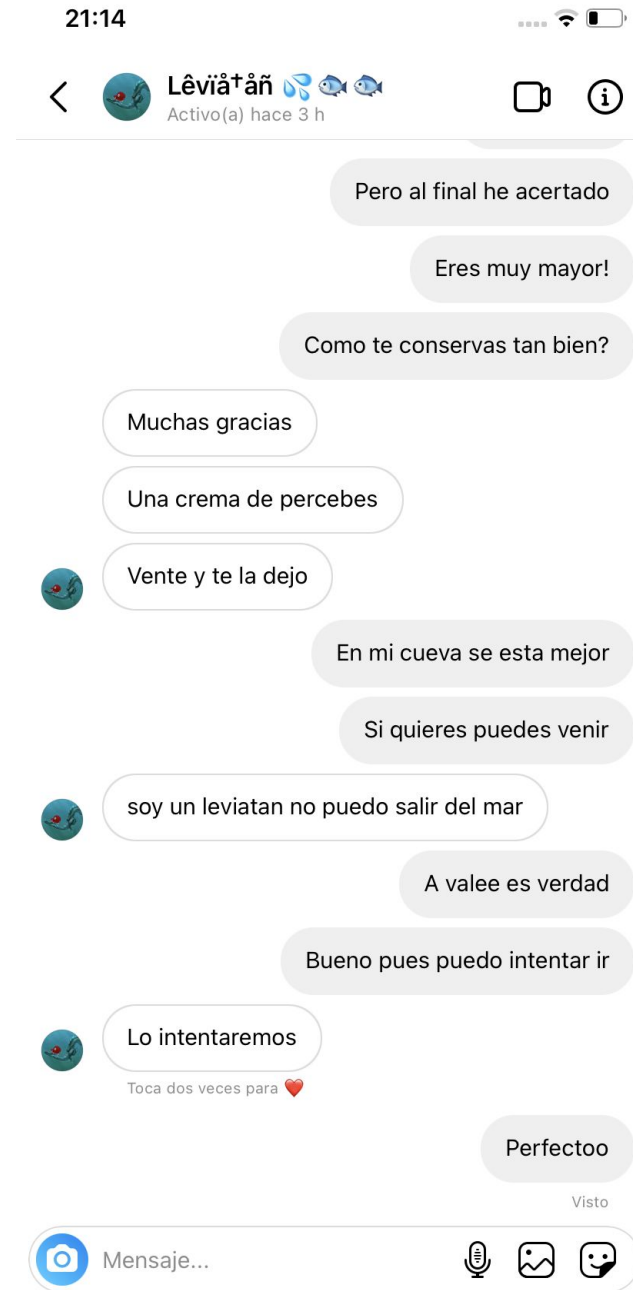 21:14
Lêvïå†åñ 💦🐟🐟
Activo(a) hace 3 h
Pero al final he acertado
Eres muy mayor!
Como te conservas tan bien?
Muchas gracias
Una crema de percebes
Vente y te la dejo
En mi cueva se esta mejor
Si quieres puedes venir
soy un leviatan no puedo salir del mar
A valee es verdad
Bueno pues puedo intentar ir
Lo intentaremos
Toca dos veces para ❤️
Perfectoo
Visto
Mensaje...